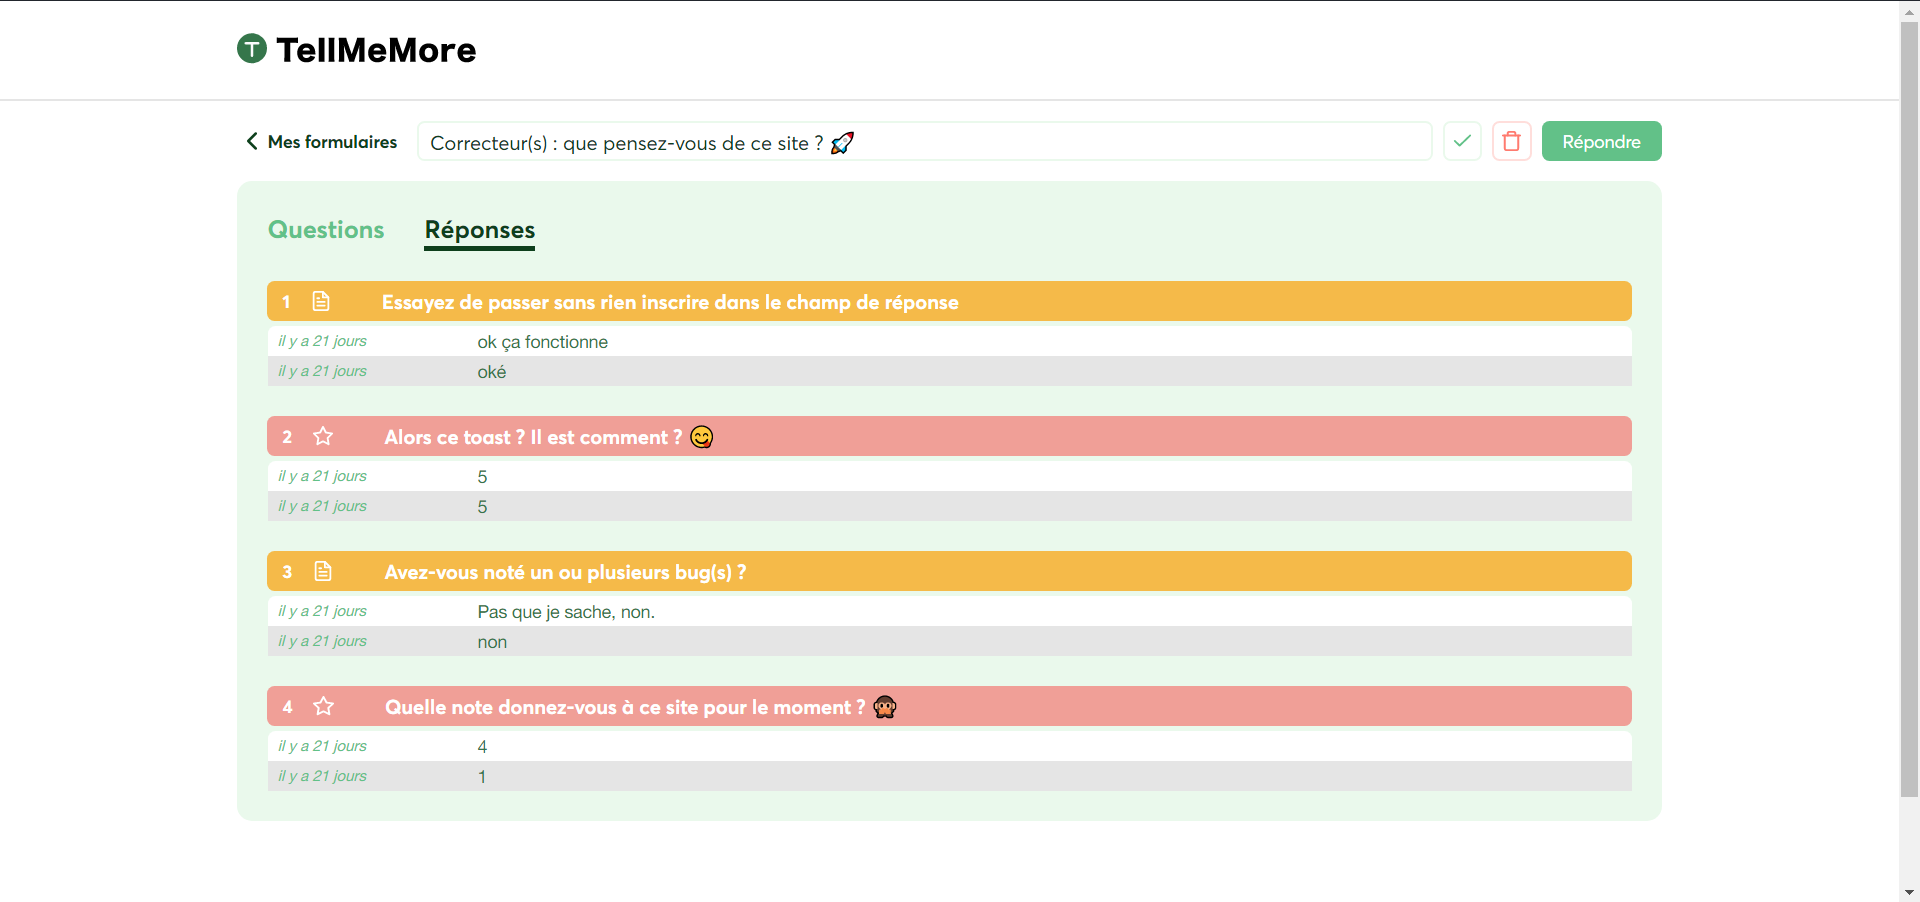 T TellMeMore
Mes formulaires Correcteur(s) : que pensez-vous de ce site ? 🚀 Répondre
Questions Réponses
1 Essayez de passer sans rien inscrire dans le champ de réponse
il y a 21 jours ok ça fonctionne
il y a 21 jours oké
2 Alors ce toast ? Il est comment ? 😋
il y a 21 jours 5
il y a 21 jours 5
3 Avez-vous noté un ou plusieurs bug(s) ?
il y a 21 jours Pas que je sache, non.
il y a 21 jours non
4 Quelle note donnez-vous à ce site pour le moment ? 🙊
il y a 21 jours 4
il y a 21 jours 1